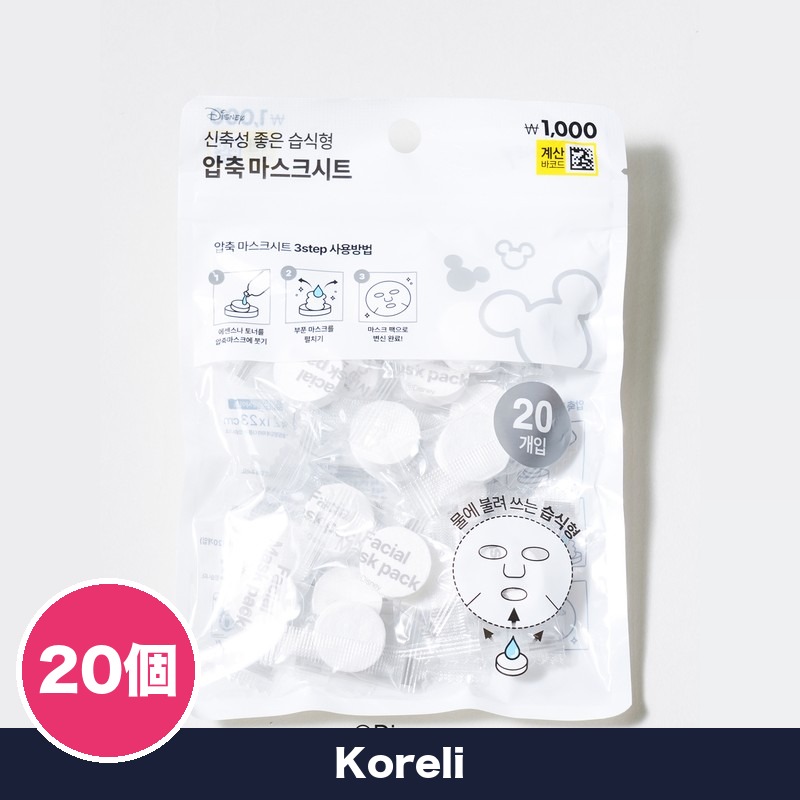 Disney
신축성 좋은 습식형
압축 마스크시트
₩1,000
계산
바코드
압축 마스크시트 3step 사용방법
1
2
3
에센스나 토너를
압축마스크에 붓기
부푼 마스크를
펼치기
마스크 팩으로
변신 완료!
20
개입
물에 불려 쓰는 습식형
Facial
Mask pack
21x23cm
20個
Koreli